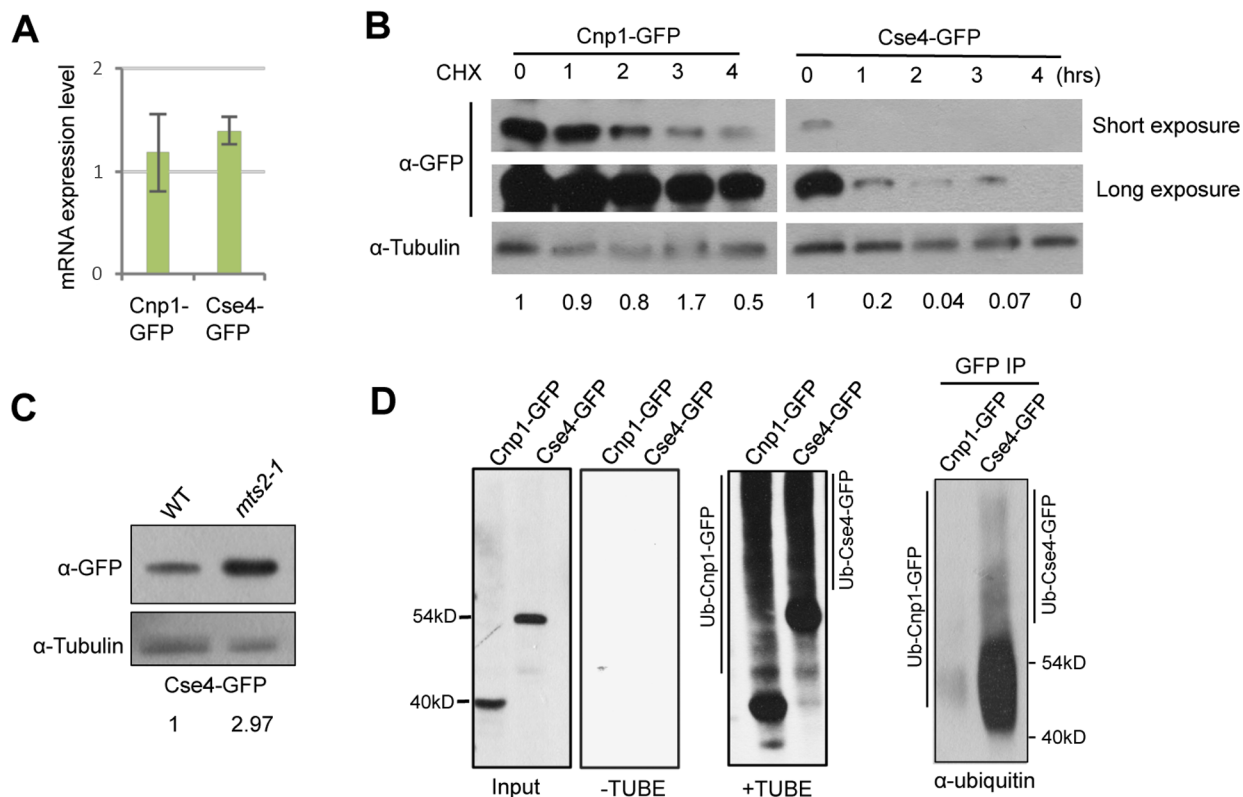 A
mRNA expression level
2
1
0
Cnp1-
GFP
Cse4-
GFP
B
Cnp1-GFP
Cse4-GFP
CHX 0 1 2 3 4 0 1 2 3 4 (hrs)
α-GFP
Short exposure
Long exposure
α-Tubulin
1 0.9 0.8 1.7 0.5 1 0.2 0.04 0.07 0
C
WT mts2-1
α-GFP
α-Tubulin
Cse4-GFP
1 2.97
D
Cnp1-GFP
Cse4-GFP
Cnp1-GFP
Cse4-GFP
Cnp1-GFP
Cse4-GFP
54kD
40kD
Input
-TUBE
Ub-Cnp1-GFP
Ub-Cse4-GFP
+TUBE
GFP IP
Cnp1-GFP
Cse4-GFP
Ub-Cnp1-GFP
Ub-Cse4-GFP
54kD
40kD
α-ubiquitin